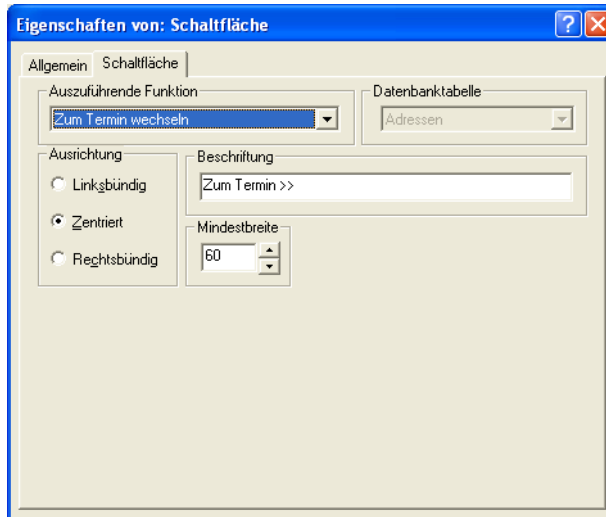 Eigenschaften von: Schaltfläche
Allgemein Schaltfläche
Auszuführende Funktion
Zum Termin wechseln
Datenbanktabelle
Adressen
Ausrichtung
Linksbündig
Zentriert
Rechtsbündig
Beschriftung
Zum Termin >>
Mindestbreite
60